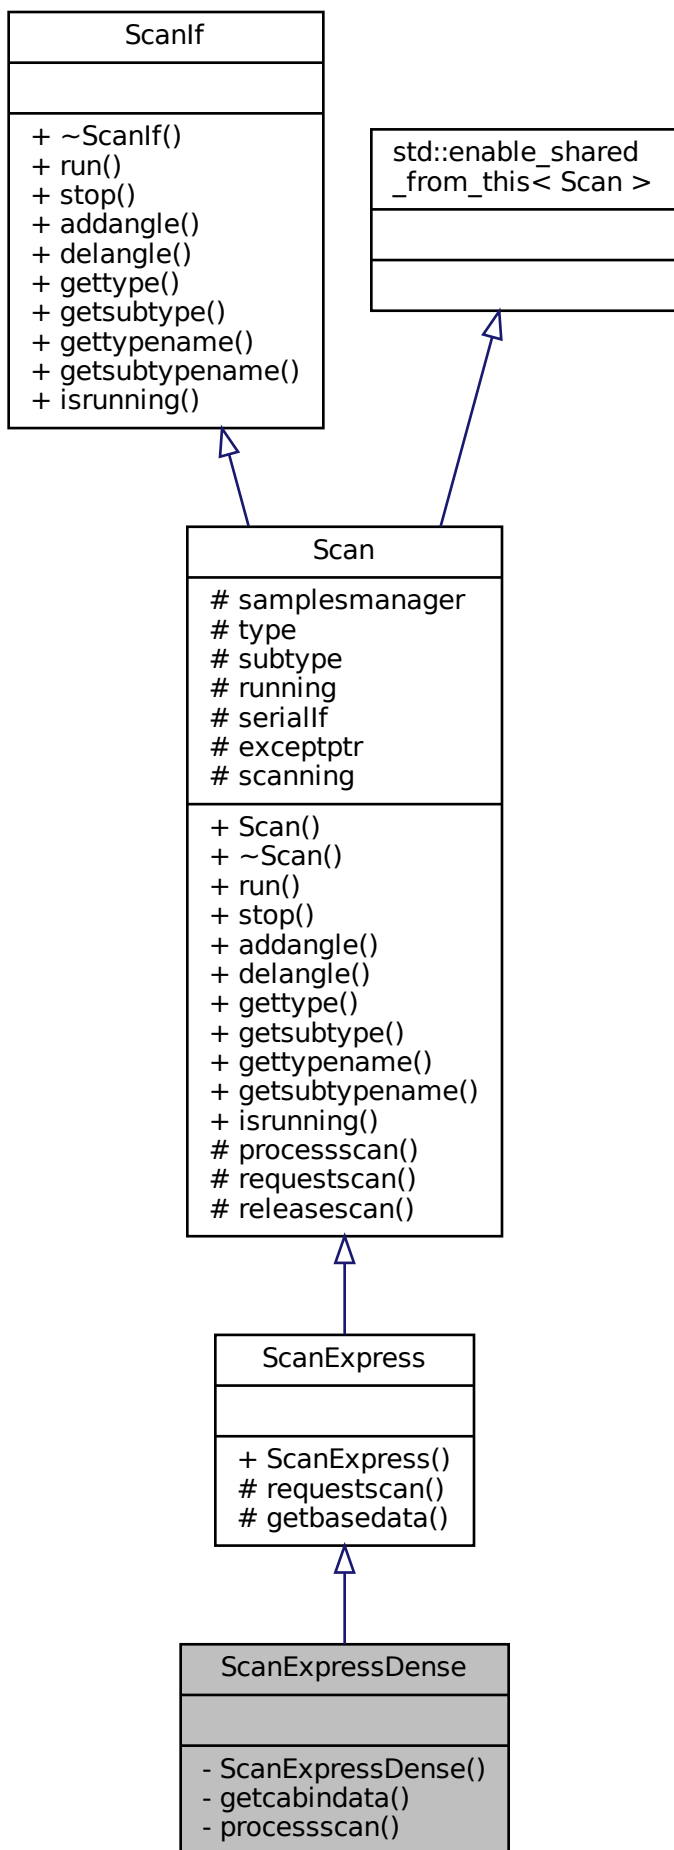 ScanIf
+ ~ScanIf()
+ run()
+ stop()
+ addangle()
+ delangle()
+ gettype()
+ getsubtype()
+ gettypename()
+ getsubtypename()
+ isrunning()
std::enable_shared
_from_this< Scan >
Scan
# samplesmanager
# type
# subtype
# running
# serialIf
# exceptptr
# scanning
+ Scan()
+ ~Scan()
+ run()
+ stop()
+ addangle()
+ delangle()
+ gettype()
+ getsubtype()
+ gettypename()
+ getsubtypename()
+ isrunning()
# processscan()
# requestscan()
# releasescan()
ScanExpress
+ ScanExpress()
# requestscan()
# getbasedata()
ScanExpressDense
- ScanExpressDense()
- getcabindata()
- processscan()